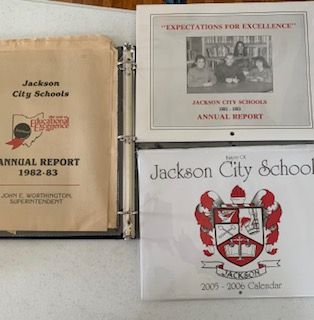 Jackson
City Schools
Educational
Excellence
ANNUAL REPORT
1982-83
JOHN E. WORTHINGTON,
SUPERINTENDENT
"EXPECTATIONS FOR EXCELLENCE"
JACKSON CITY SCHOOLS
ANNUAL REPORT
Jackson City School
JACKSON
2005 - 2006 Calendar